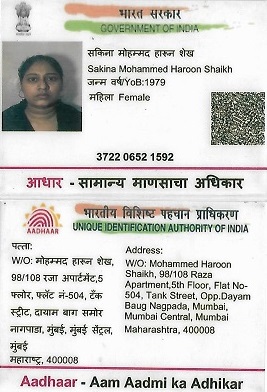 भारत सरकार
GOVERNMENT OF INDIA
सकिना मोहम्मद हारुन शेख
Sakina Mohammed Haroon Shaikh
जन्म वर्ष/YoB:1979
महिला Female
3722 0652 1592
आधार - सामान्य माणसाचा अधिकार
भारतीय विशिष्ट पहचान प्राधिकरण
UNIQUE IDENTIFICATION AUTHORITY OF INDIA
AADHAAR
पत्ता:
W/O: मोहम्मद हारून शेख,
98/108 रजा अपार्टमेंट,5
फ्लोर, फ्लॅट नं-504, टँक
स्ट्रीट, दायाम बाग समोर
नागपाडा, मुंबई, मुंबई सेंट्रल,
मुंबई
महाराष्ट्र, 400008
Address:
W/O: Mohammed Haroon
Shaikh, 98/108 Raza
Apartment,5th Floor, Flat No-
504, Tank Street, Opp.Dayam
Baug Nagpada, Mumbai,
Mumbai Central, Mumbai
Maharashtra, 400008
Aadhaar - Aam Aadmi ka Adhikar